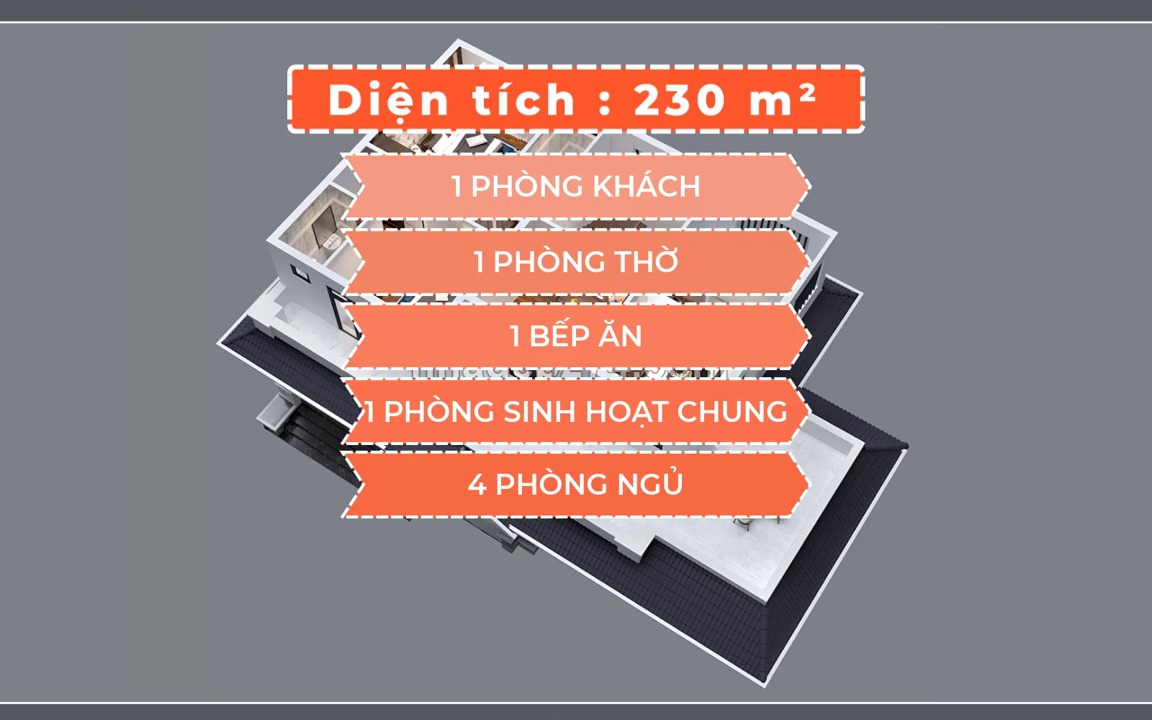 Diện tích : 230 m²
1 PHÒNG KHÁCH
1 PHÒNG THỜ
1 BẾP ĂN
1 PHÒNG SINH HOẠT CHUNG
4 PHÒNG NGỦ